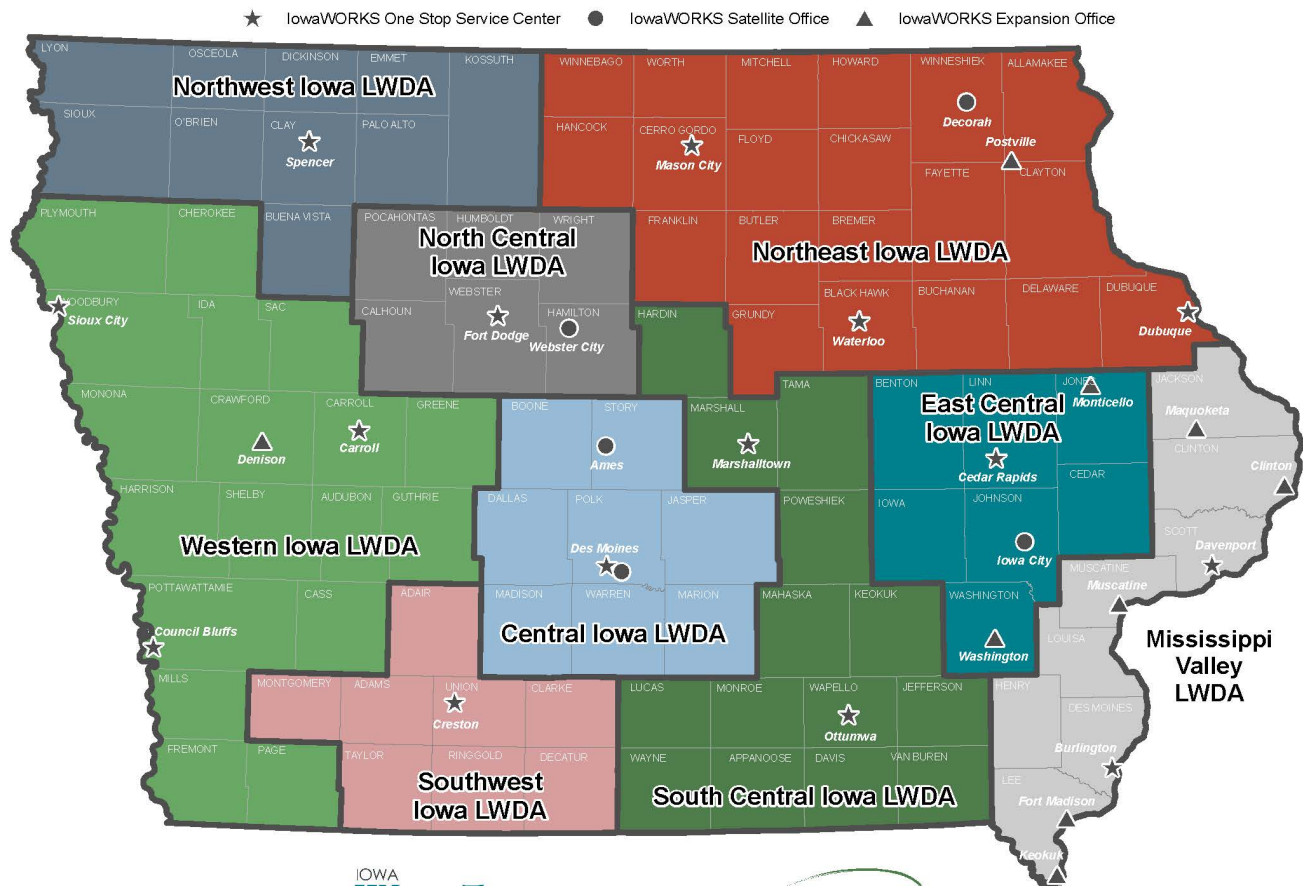 IowaWORKS One Stop Service Center IowaWORKS Satellite Office IowaWORKS Expansion Office
LYON OSCEOLA DICKINSON EMMET KOSSUTH WINNEBAGO WORTH MITCHELL HOWARD WINNESHIEK ALLAMAKEE
Northwest Iowa LWDA
SIOUX O'BRIEN CLAY PALO ALTO HANCOCK CERRO GORDO FLOYD CHICKASAW
Decorah
Spencer
Mason City
Postville
FAYETTE CLAYTON
PLYMOUTH CHEROKEE BUENA VISTA POCAHONTAS HUMBOLDT WRIGHT FRANKLIN BUTLER BREMER
North Central
Iowa LWDA
Northeast Iowa LWDA
WOODBURY IDA SAC CALHOUN WEBSTER HAMILTON HARDIN GRUNDY BLACK HAWK BUCHANAN DELAWARE DUBUQUE
Sioux City
Fort Dodge
Webster City
Waterloo
Dubuque
MONONA CRAWFORD CARROLL GREENE BOONE STORY MARSHALL TAMA BENTON LINN JONES JACKSON
East Central
Iowa LWDA
Monticello
Maquoketa
Denison
Carroll
Ames
Marshalltown
Cedar Rapids
CLINTON
Clinton
HARRISON SHELBY AUDUBON GUTHRIE DALLAS POLK JASPER POWESHIEK IOWA JOHNSON CEDAR SCOTT
Western Iowa LWDA
Des Moines
Iowa City
Davenport
POTTAWATTAMIE CASS ADAIR MADISON WARREN MARION MAHASKA KEOKUK WASHINGTON MUSCATINE
Muscatine
Council Bluffs
Central Iowa LWDA
Washington
LOUISA
Mississippi
Valley
LWDA
MILLS MONTGOMERY ADAMS UNION CLARKE LUCAS MONROE WAPELLO JEFFERSON HENRY DES MOINES
Creston
Ottumwa
Burlington
FREMONT PAGE TAYLOR RINGGOLD DECATUR WAYNE APPANOOSE DAVIS VAN BUREN LEE
Southwest
Iowa LWDA
South Central Iowa LWDA
Fort Madison
Keokuk
IOWA